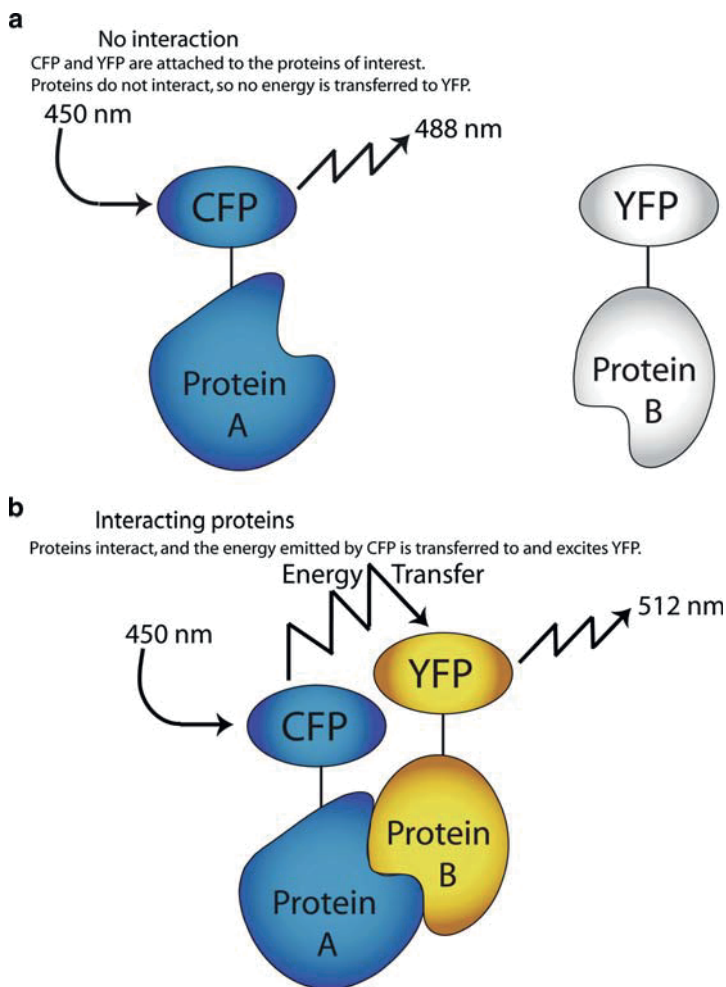 a
No interaction
CFP and YFP are attached to the proteins of interest.
Proteins do not interact, so no energy is transferred to YFP.
450 nm
488 nm
CFP
YFP
Protein
A
Protein
B
b
Interacting proteins
Proteins interact, and the energy emitted by CFP is transferred to and excites YFP.
Energy Transfer
450 nm
512 nm
YFP
CFP
Protein
B
Protein
A